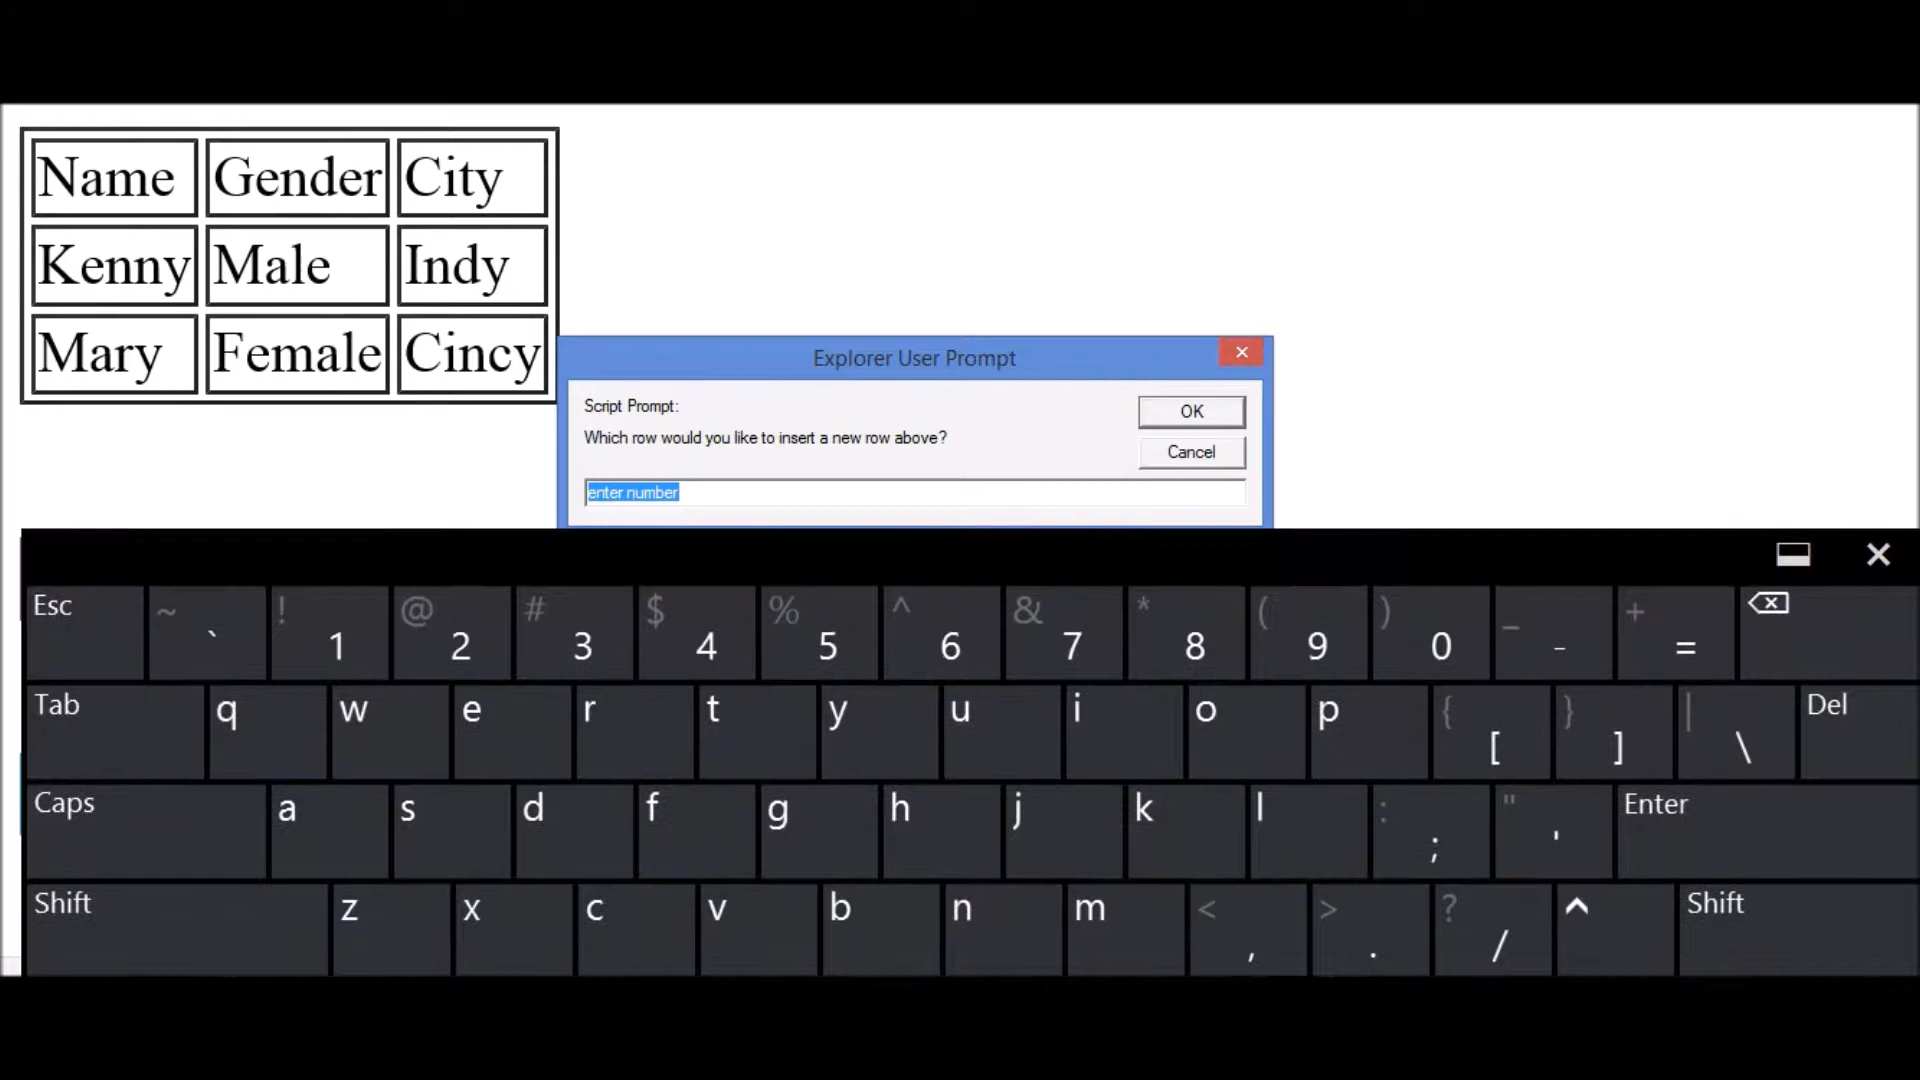 Name Gender City
Kenny Male Indy
Mary Female Cincy
Explorer User Prompt
Script Prompt:
Which row would you like to insert a new row above?
OK
Cancel
enter number
Esc ~ ` ! 1 @ 2 # 3 $ 4 % 5 ^ 6 & 7 * 8 ( 9 ) 0 _ - + =
Tab q w e r t y u i o p { [ } ] | \ Del
Caps a s d f g h j k l : ; " ' Enter
Shift z x c v b n m < , > . ? / ^ Shift